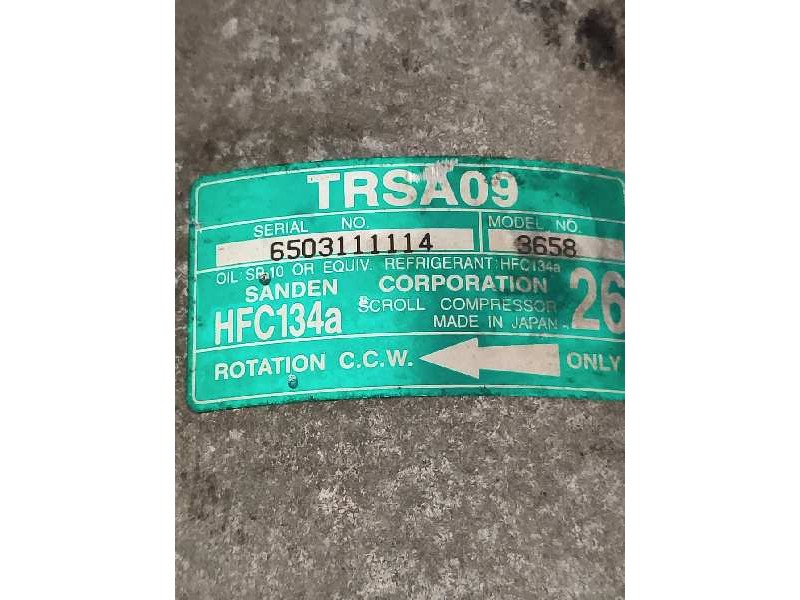 TRSA09
SERIAL NO. MODEL NO.
6503111114 3658
OIL: SP-10 OR EQUIV. REFRIGERANT: HFC134a
SANDEN CORPORATION
HFC134a SCROLL COMPRESSOR 26
MADE IN JAPAN
ROTATION C.C.W. ONLY